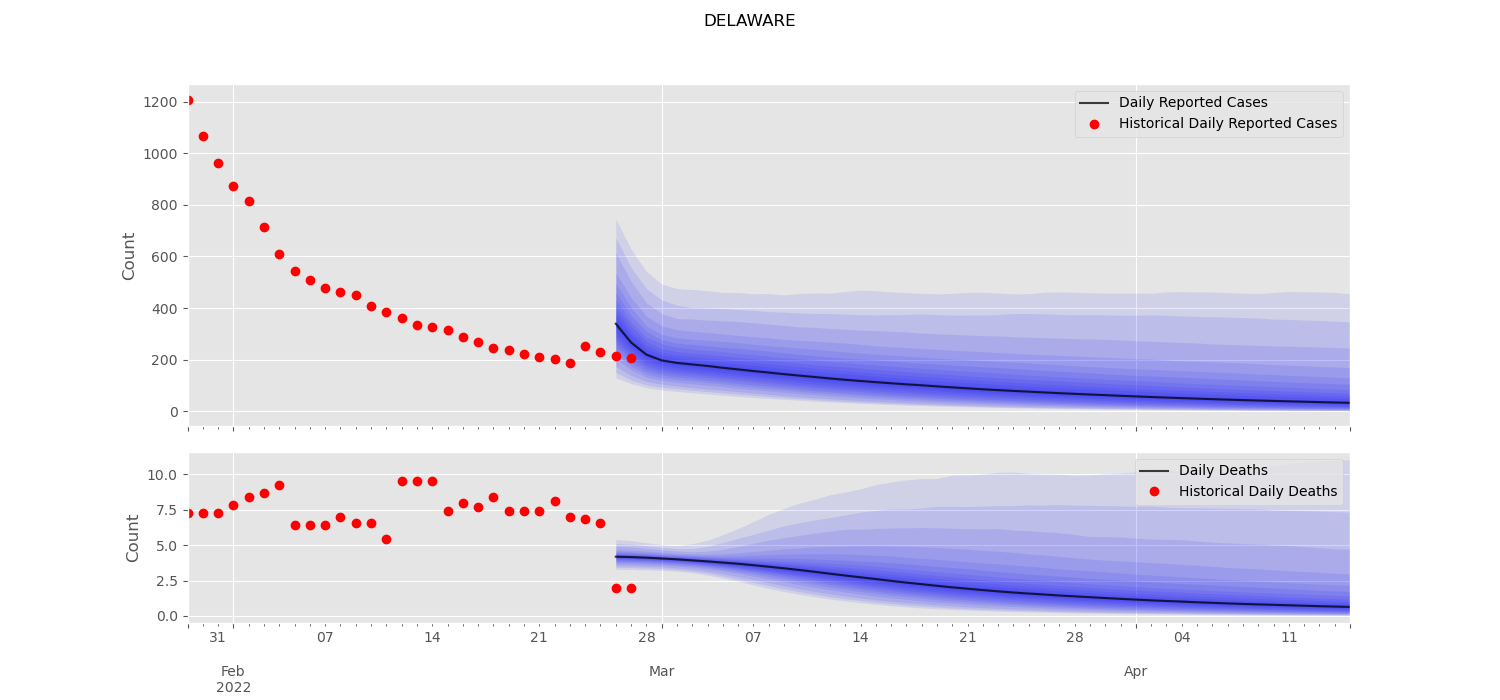 DELAWARE
1200
1000
800
600
400
200
0
Count
Daily Reported Cases
Historical Daily Reported Cases
10.0
7.5
5.0
2.5
0.0
Count
Daily Deaths
Historical Daily Deaths
31 07 14 21 28 07 14 21 28 04 11
Feb Mar Apr
2022